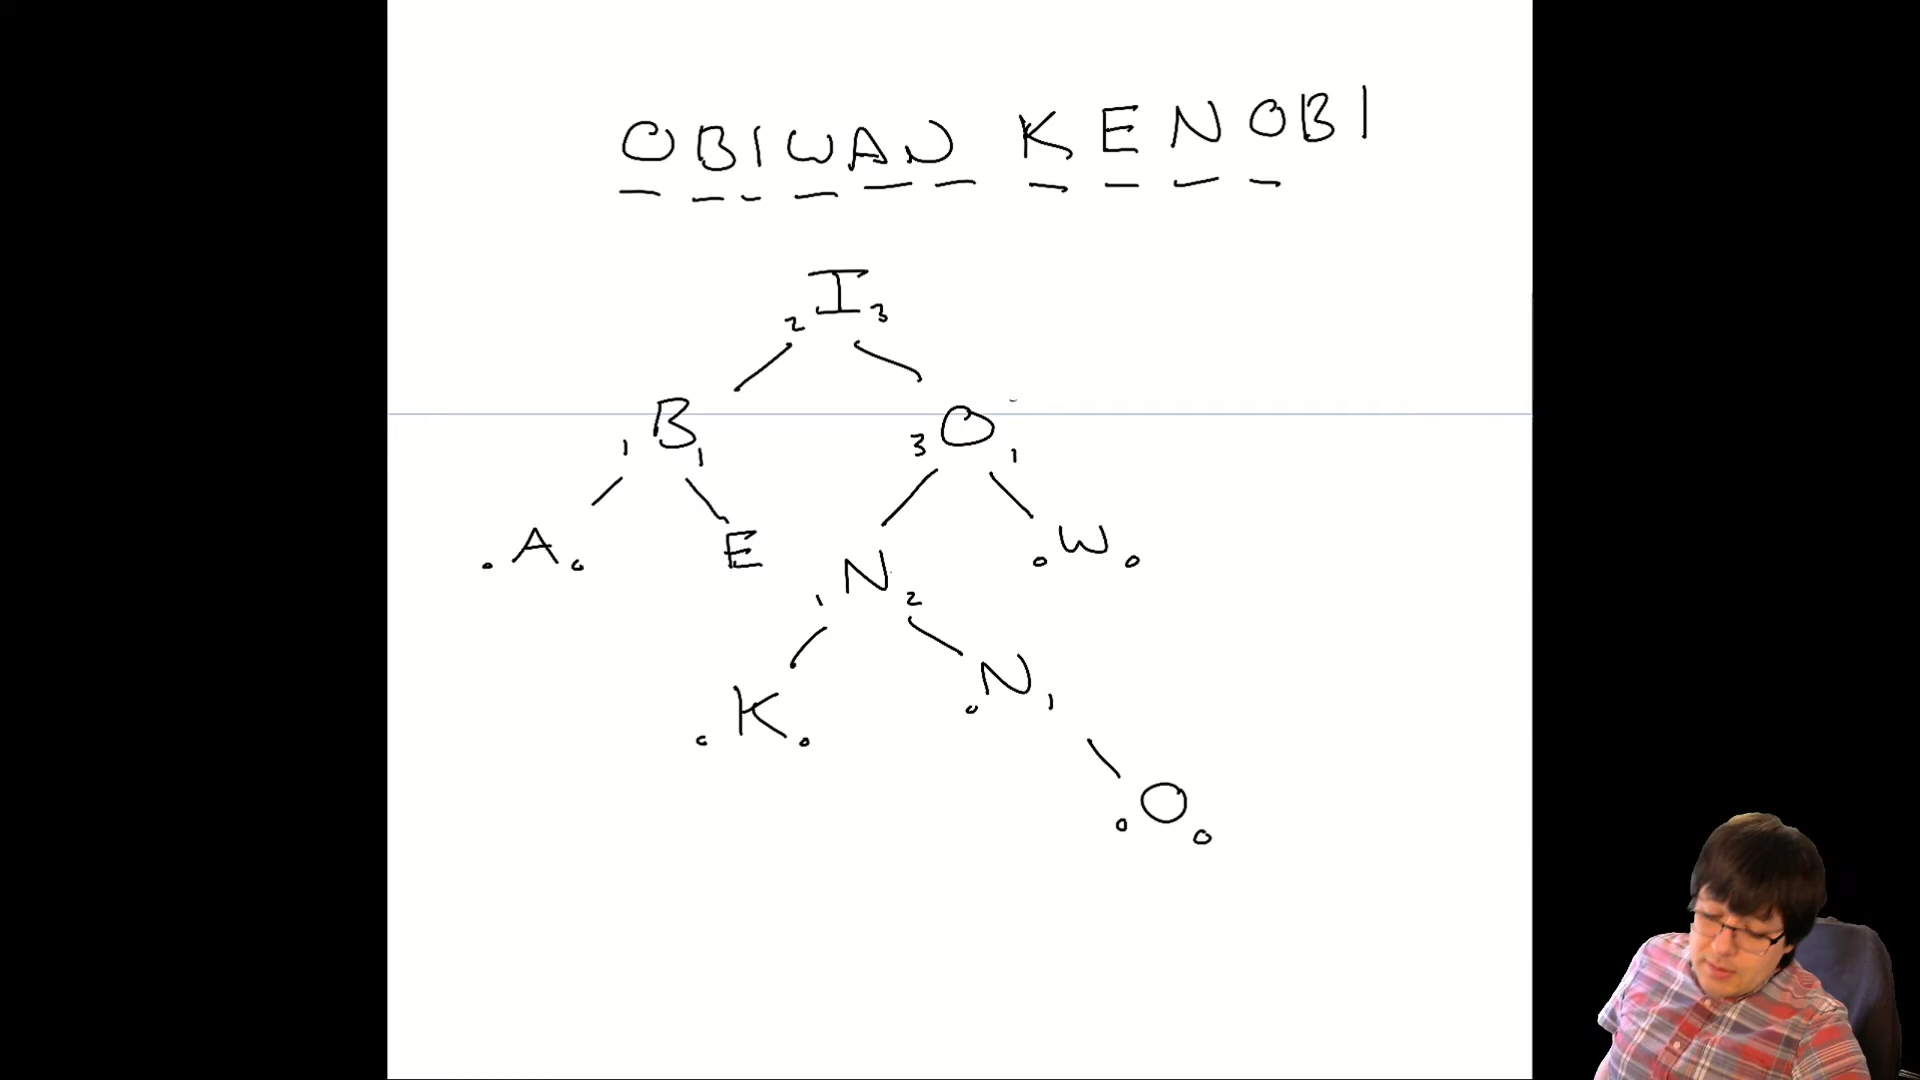 OBIWAN KENOBI
2 I 3
1 B 1 3 O 1
0 A 0 E 1 N 2 0 W 0
0 K 0 0 N 1
0 O 0